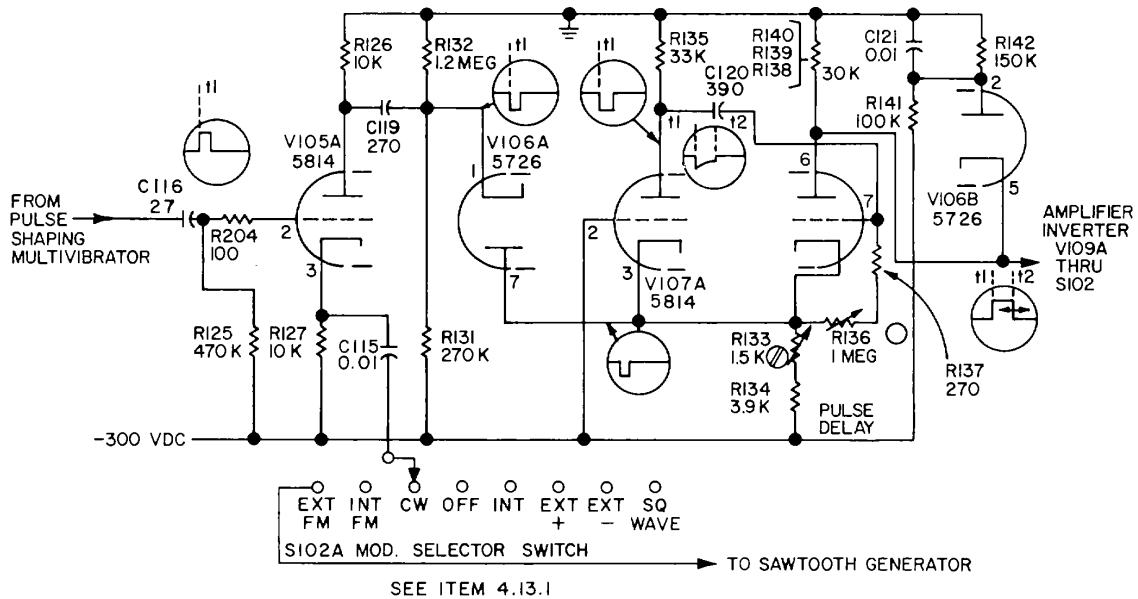 R126
10K
R132
1.2 MEG
t1
t1
R135
33K
C120
390
R140
R139
R138
30K
C121
0.01
R142
150K
t1
C119
270
V105A
5814
V106A
5726
t1
t2
R141
100K
2
V106B
5726
5
1
6
7
C116
27
FROM
PULSE
SHAPING
MULTIVIBRATOR
R204
100
2
3
7
2
3
V107A
5814
AMPLIFIER
INVERTER
V109A
THRU
S102
t1
t2
R125
470K
R127
10K
C115
0.01
R131
270K
R133
1.5K
R136
1 MEG
R137
270
R134
3.9K
PULSE
DELAY
-300 VDC
EXT
FM
INT
FM
CW
OFF
INT
EXT
+
EXT
-
SQ
WAVE
S102A MOD. SELECTOR SWITCH
TO SAWTOOTH GENERATOR
SEE ITEM 4.13.1